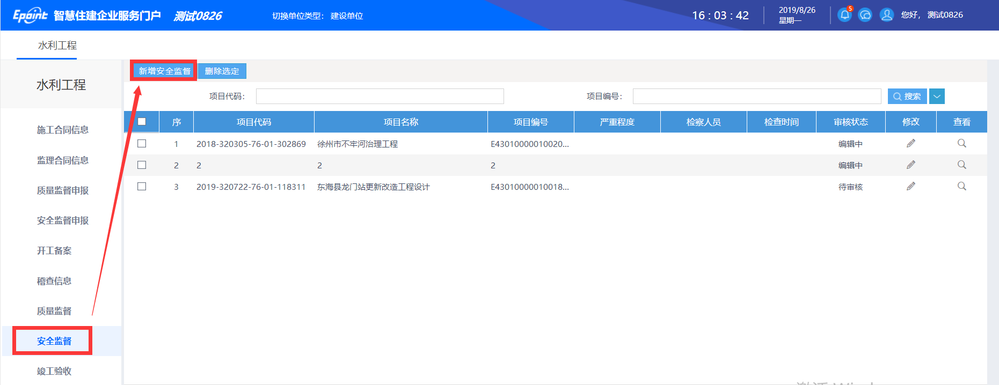 Epoint 智慧住建企业服务门户 测试0826 切换单位类型： 建设单位 16 : 03 : 42 2019/8/26 5 您好， 测试0826
星期一
水利工程
水利工程
施工合同信息
监理合同信息
质量监督申报
安全监督申报
开工备案
稽查信息
质量监督
安全监督
竣工验收
新增安全监督 删除选定
项目代码： 项目编号： 搜索
序 项目代码 项目名称 项目编号 严重程度 检察人员 检查时间 审核状态 修改 查看
1 2018-320305-76-01-302869 徐州市不牢河治理工程 E43010000010020... 编辑中
2 2 2 2 编辑中
3 2019-320722-76-01-118311 东海县龙门站更新改造工程设计 E43010000010018... 待审核